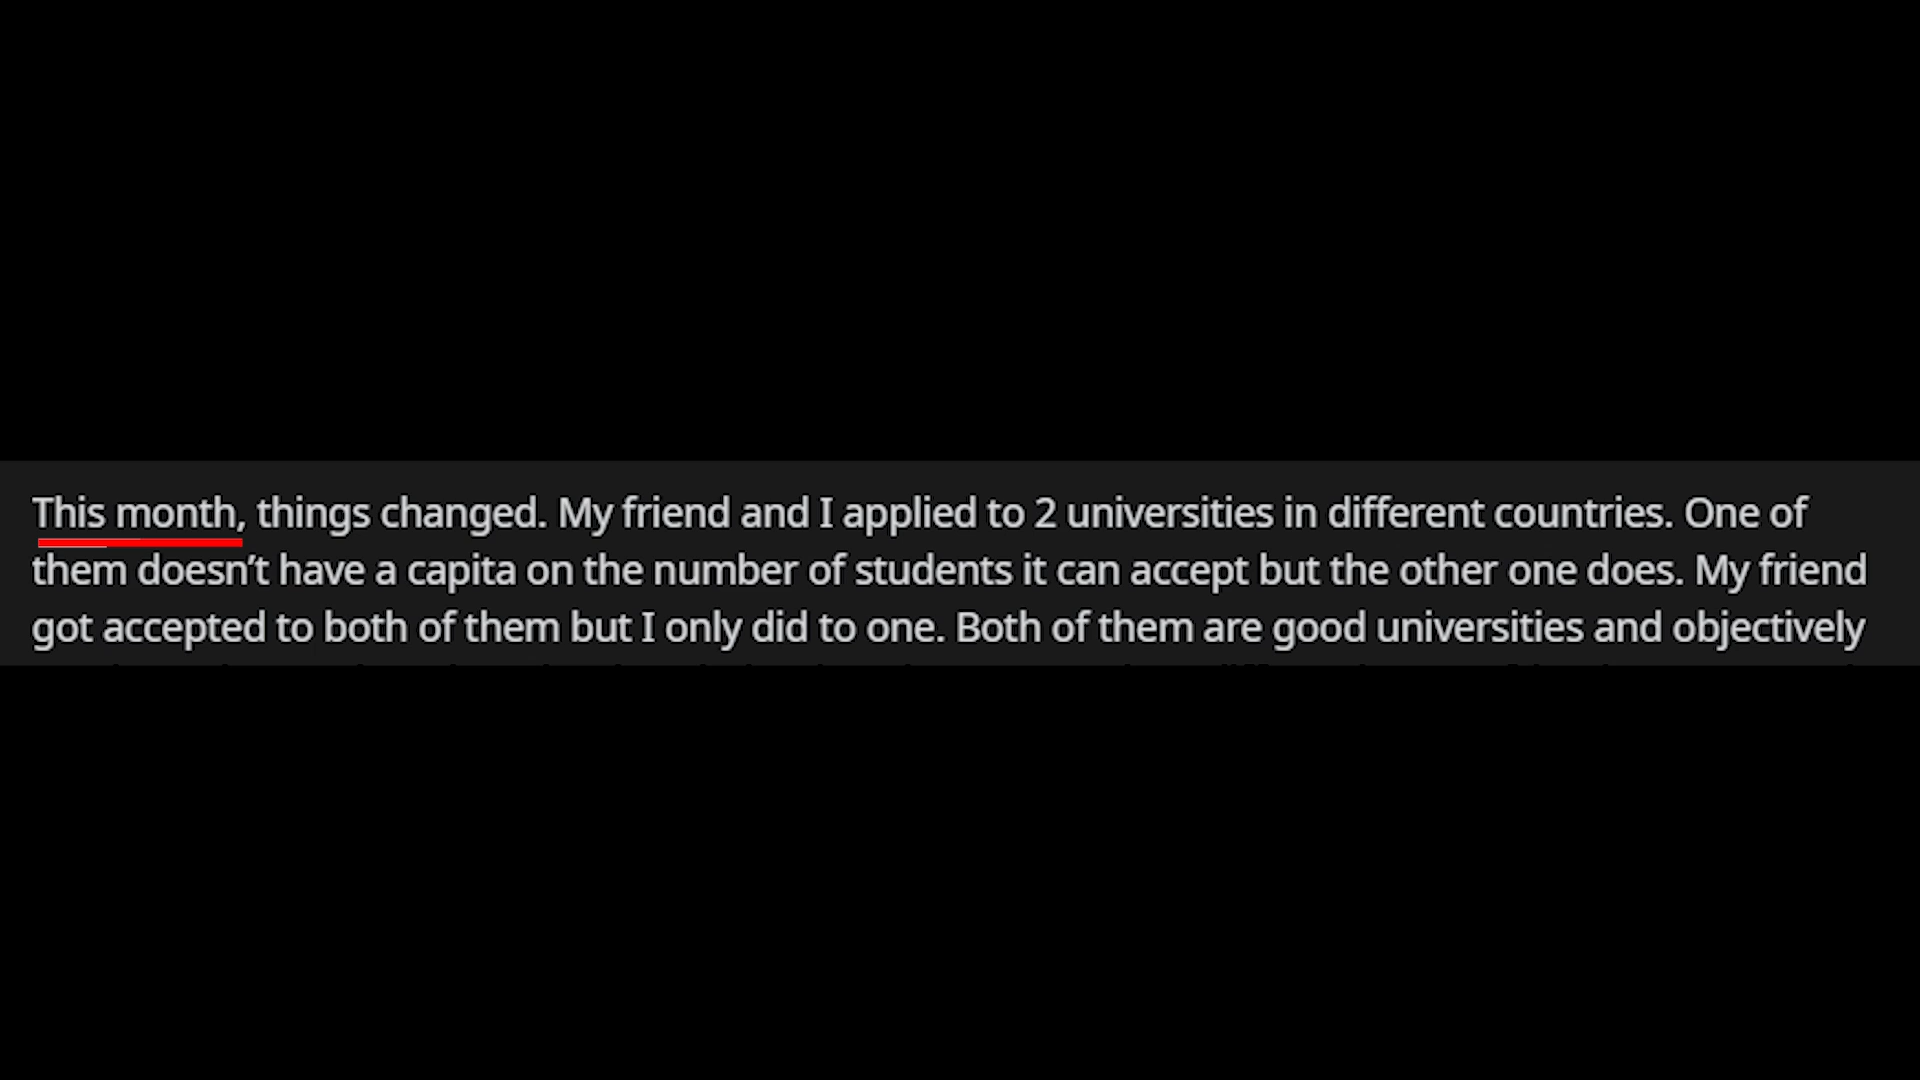 This month, things changed. My friend and I applied to 2 universities in different countries. One of
them doesn’t have a capita on the number of students it can accept but the other one does. My friend
got accepted to both of them but I only did to one. Both of them are good universities and objectively